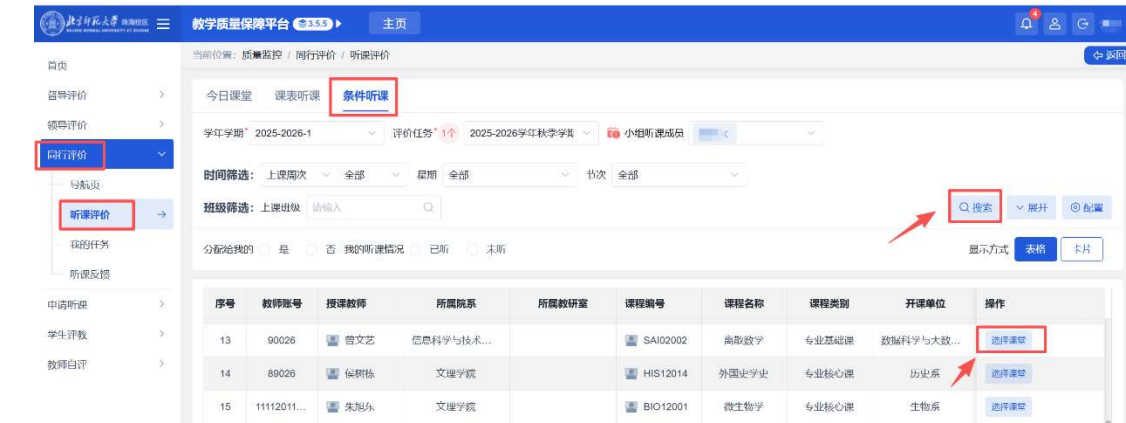 北京师范大学 珠海校区
BEIJING NORMAL UNIVERSITY AT ZHUHAI
教学质量保障平台 3.5.5 主页
4
当前位置：质量监控 / 同行评价 / 听课评价
返回
首页
督导评价
领导评价
同行评价
导航页
听课评价
我的任务
听课反馈
申请听课
学生评教
教师自评
今日课堂 课表听课 条件听课
学年学期* 2025-2026-1 评价任务* 1个 2025-2026学年秋季学期 小组听课成员
时间筛选： 上课周次 全部 星期 全部 节次 全部
班级筛选： 上课班级 请输入 搜索 展开 配置
分配给我的 是 否 我的听课情况 已听 未听 显示方式 表格 卡片
序号 教师账号 授课教师 所属院系 所属教研室 课程编号 课程名称 课程类别 开课单位 操作
13 90026 曾文艺 信息科学与技术... SAI02002 离散数学 专业基础课 数据科学与大数... 选择课堂
14 89026 侯树栋 文理学院 HIS12014 外国史学史 专业核心课 历史系 选择课堂
15 11112011... 朱旭东 文理学院 BIO12001 微生物学 专业核心课 生物系 选择课堂